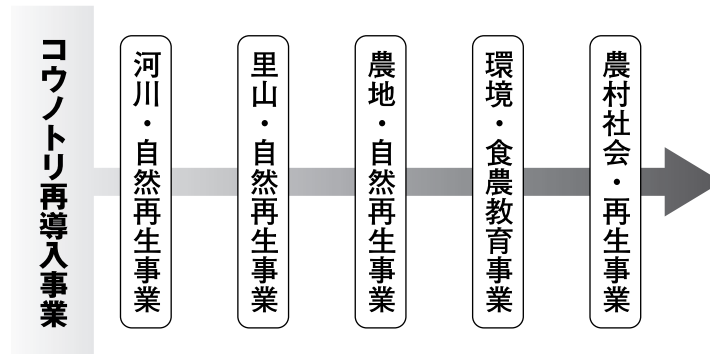 コウノトリ再導入事業
河川・自然再生事業
里山・自然再生事業
農地・自然再生事業
環境・食農教育事業
農村社会・再生事業